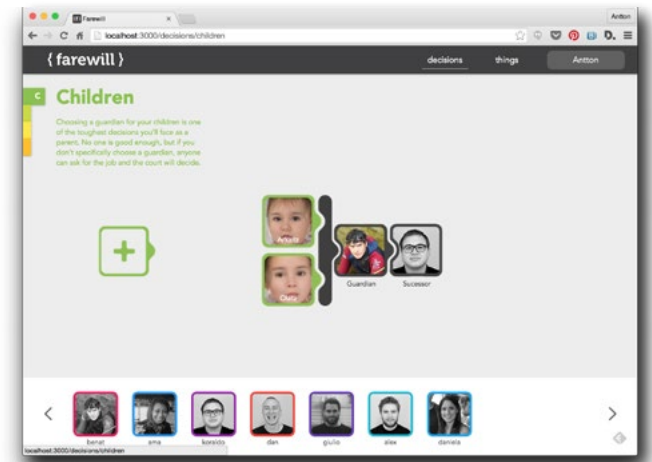 Farewill
Antton
localhost:3000/decisions/children
{ farewill }
decisions
things
Antton
C
Children
Choosing a guardian for your children is one
of the toughest decisions you'll face as a
parent. No one is good enough, but if you
don't specifically choose a guardian, anyone
can ask for the job and the court will decide.
Guardian
Sucessor
benat
ama
korsido
dan
giulio
alex
daniela
localhost:3000/decisions/children